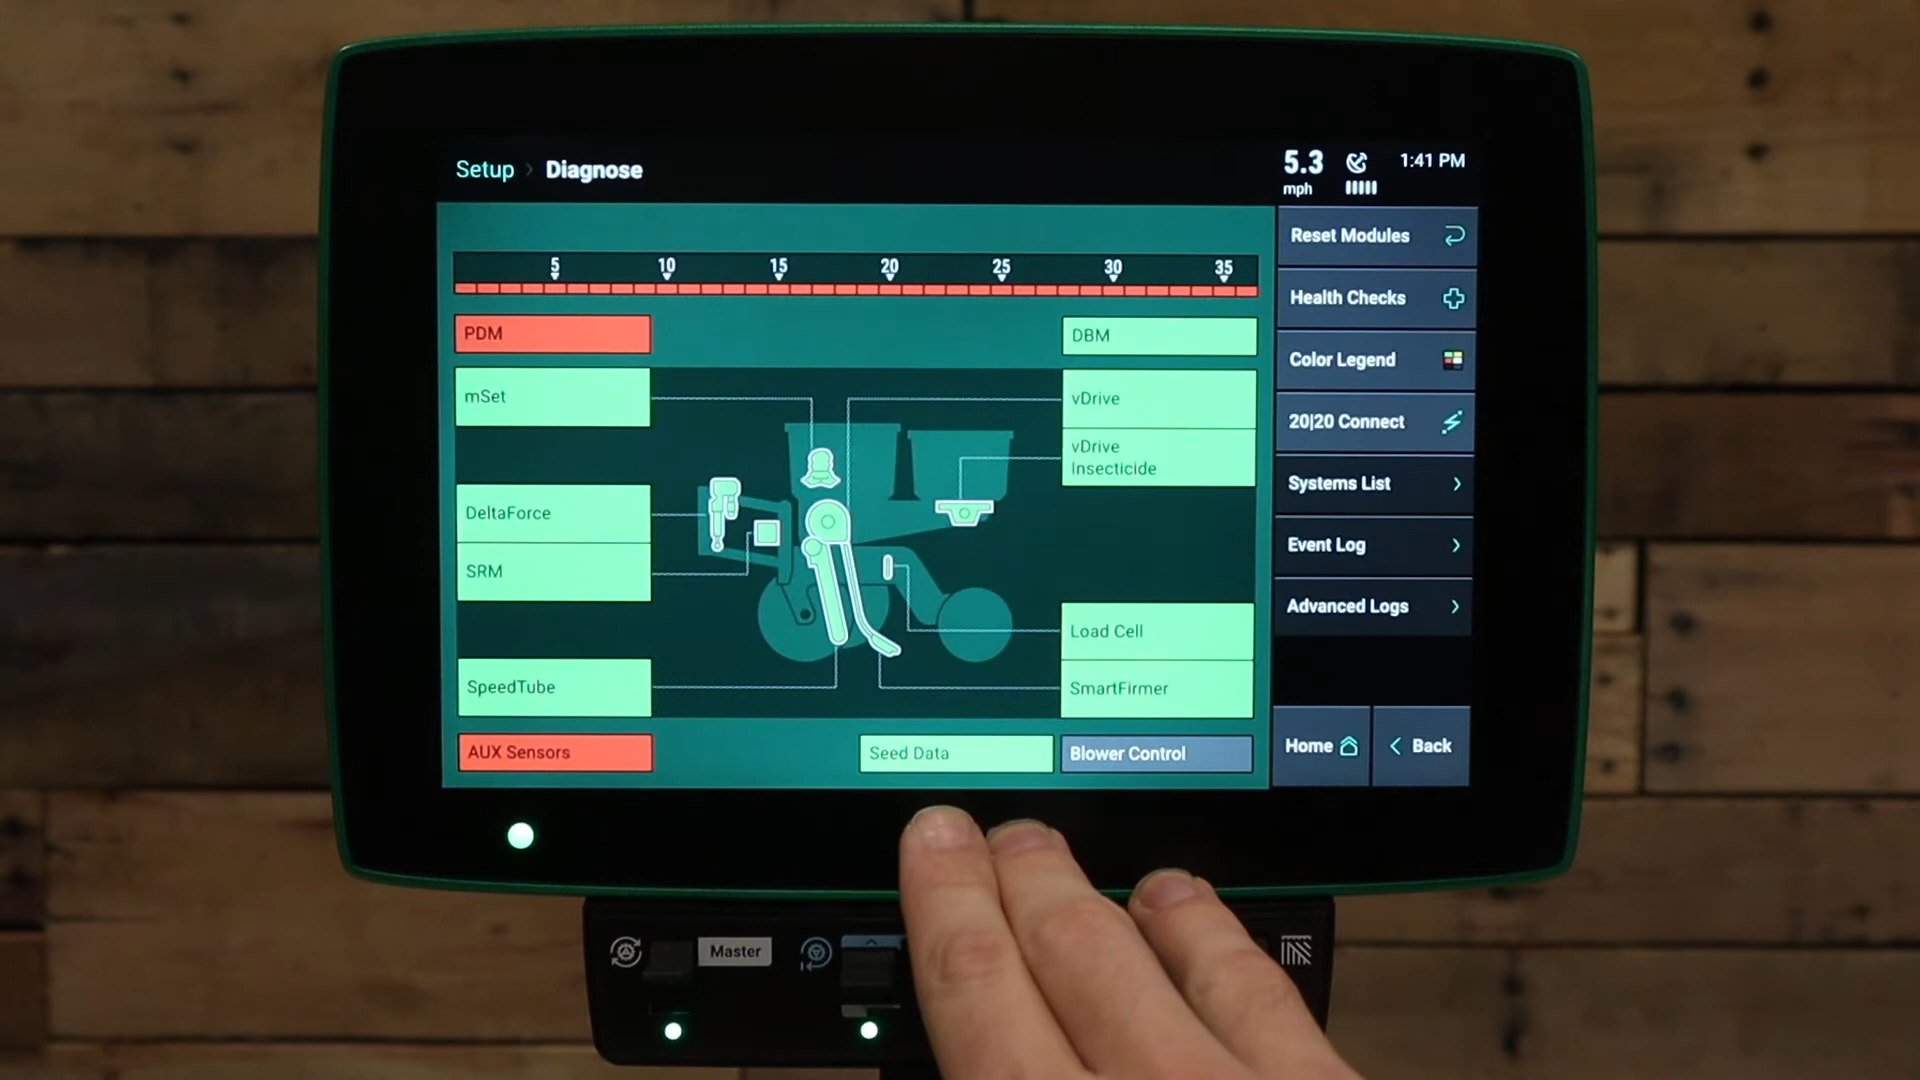 Setup > Diagnose
5.3
mph
1:41 PM
5 10 15 20 25 30 35
PDM
DBM
mSet
vDrive
vDrive
Insecticide
DeltaForce
SRM
Load Cell
SpeedTube
SmartFirmer
AUX Sensors
Seed Data
Blower Control
Reset Modules
Health Checks
Color Legend
20|20 Connect
Systems List
Event Log
Advanced Logs
Home
Back
Master